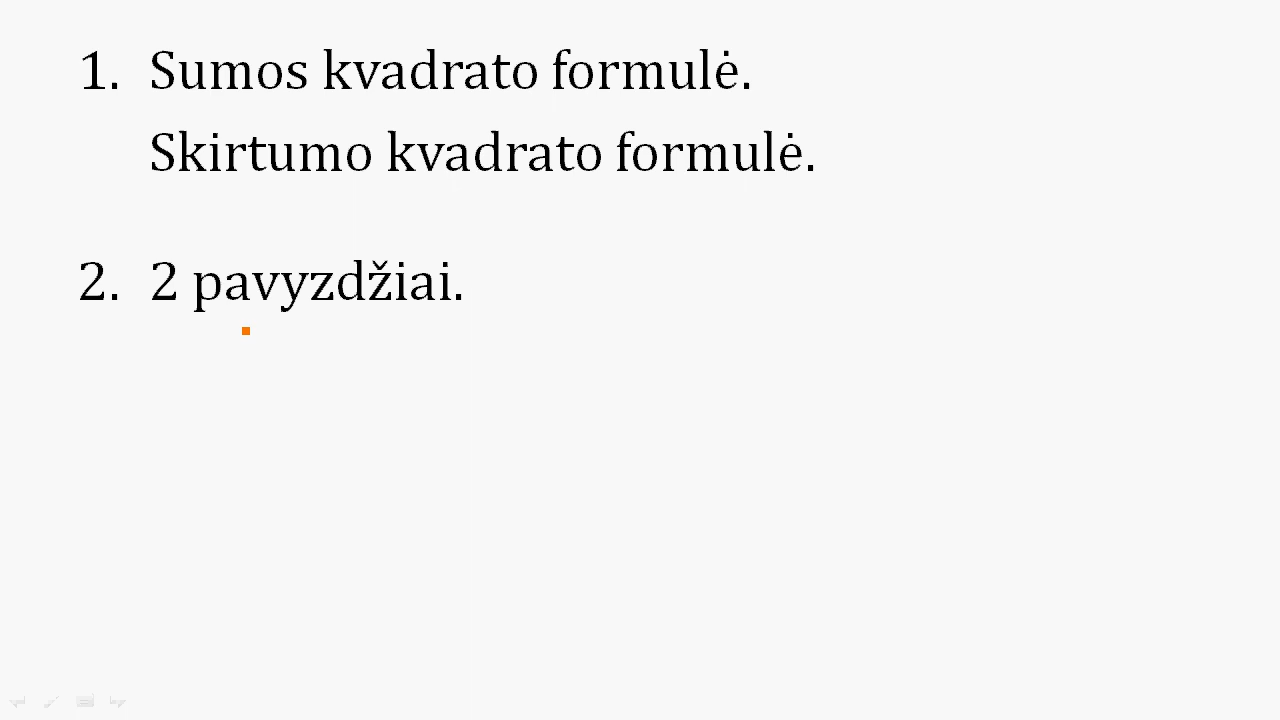 1. Sumos kvadrato formulė.
Skirtumo kvadrato formulė.
2. 2 pavyzdžiai.